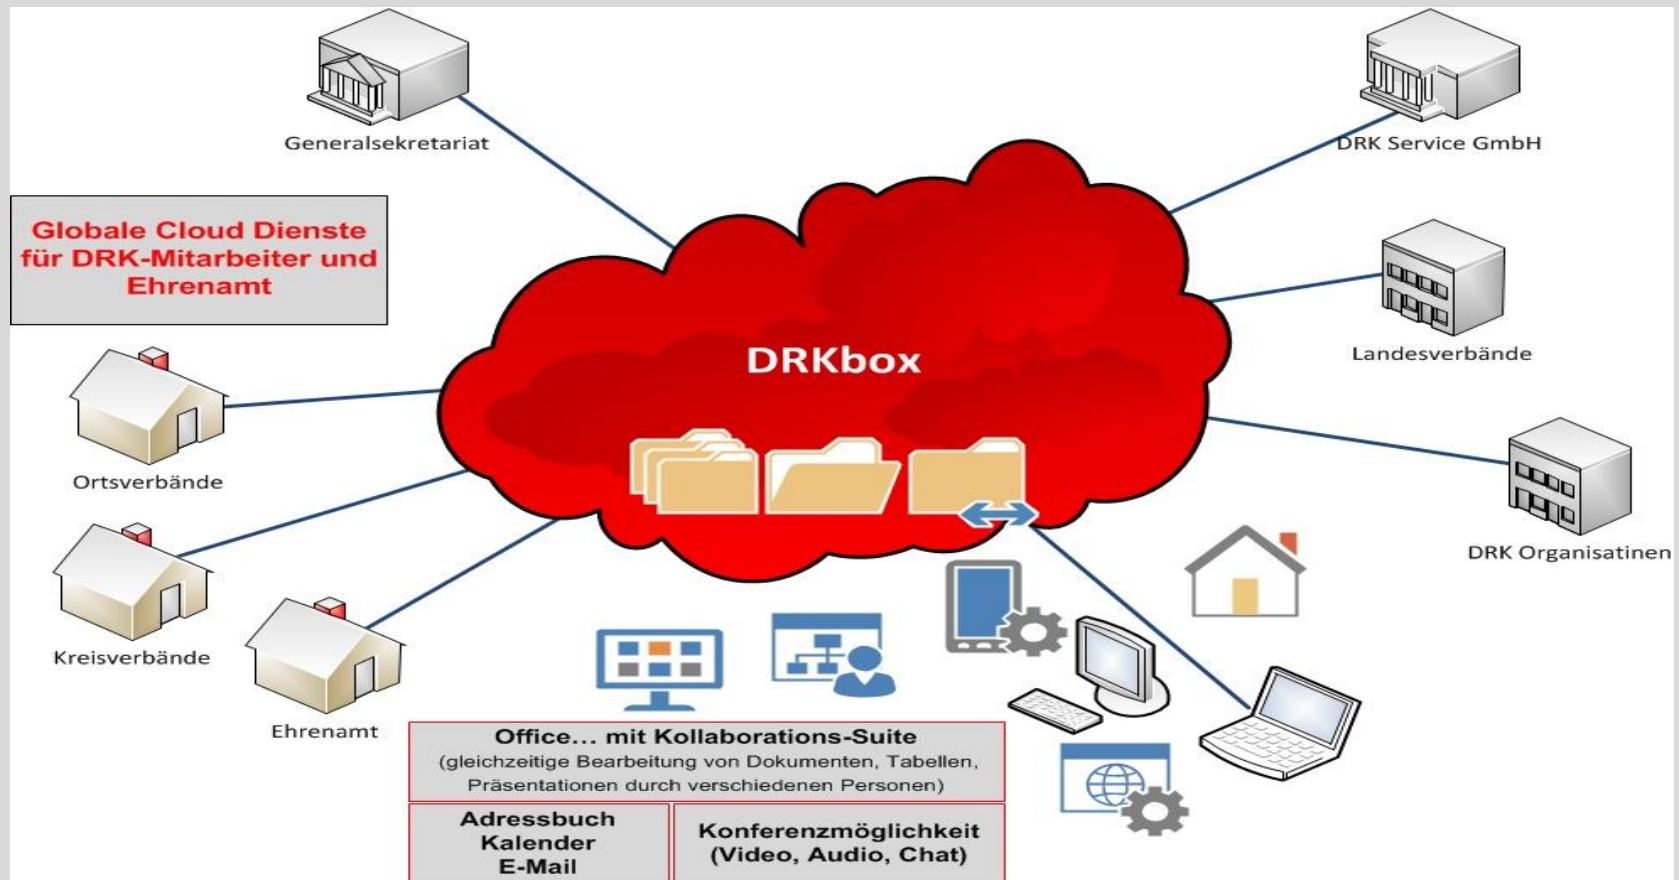 Generalsekretariat
DRK Service GmbH
Globale Cloud Dienste
für DRK-Mitarbeiter und
Ehrenamt
DRKbox
Landesverbände
Ortsverbände
DRK Organisatinen
Kreisverbände
Ehrenamt
Office... mit Kollaborations-Suite
(gleichzeitige Bearbeitung von Dokumenten, Tabellen,
Präsentationen durch verschiedenen Personen)
Adressbuch
Kalender
E-Mail
Konferenzmöglichkeit
(Video, Audio, Chat)